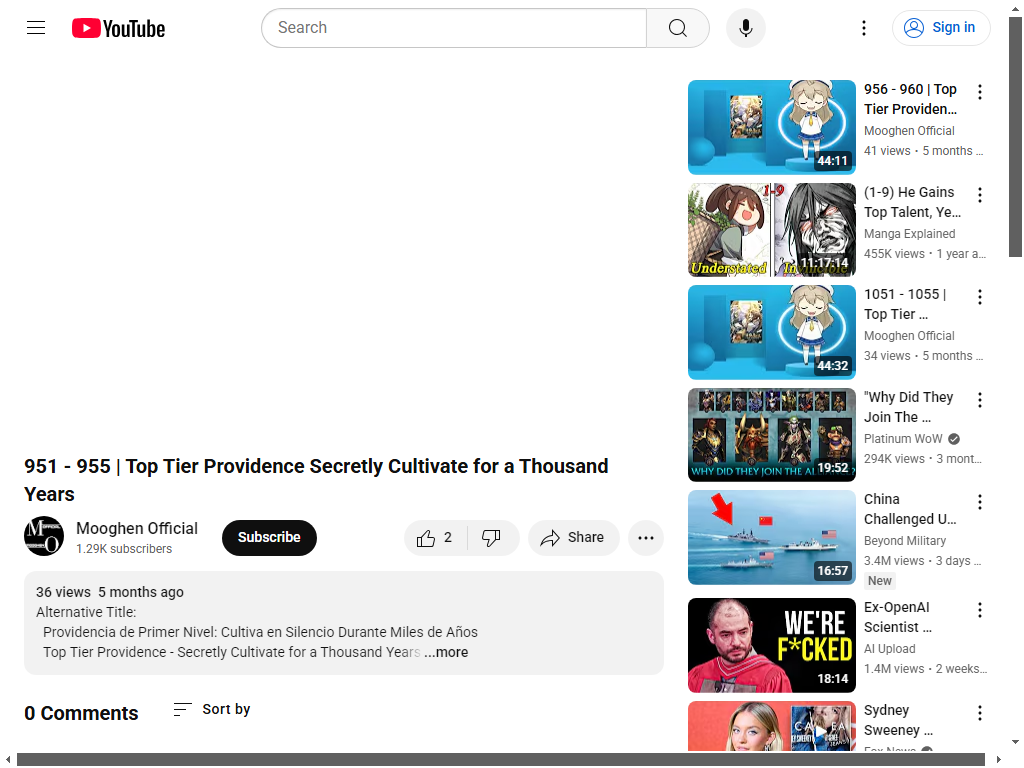 YouTube
Search
Sign in
951 - 955 | Top Tier Providence Secretly Cultivate for a Thousand
Years
Mooghen Official
1.29K subscribers
Subscribe
2
Share
36 views 5 months ago
Alternative Title:
Providencia de Primer Nivel: Cultiva en Silencio Durante Miles de Años
Top Tier Providence - Secretly Cultivate for a Thousand Years ...more
0 Comments
Sort by
44:11
956 - 960 | Top
Tier Providen...
Mooghen Official
41 views • 5 months ...
1-9
Understated
Invincible
11:17:14
(1-9) He Gains
Top Talent, Ye...
Manga Explained
455K views • 1 year a...
44:32
1051 - 1055 |
Top Tier ...
Mooghen Official
34 views • 5 months ...
WHY DID THEY JOIN THE AL
?
19:52
"Why Did They
Join The ...
Platinum WoW
294K views • 3 mont...
16:57
China
Challenged U...
Beyond Military
3.4M views • 3 days ...
New
WE'RE
F*CKED
18:14
Ex-OpenAI
Scientist ...
AI Upload
1.4M views • 2 weeks...
Sydney
Sweeney ...
Fox News